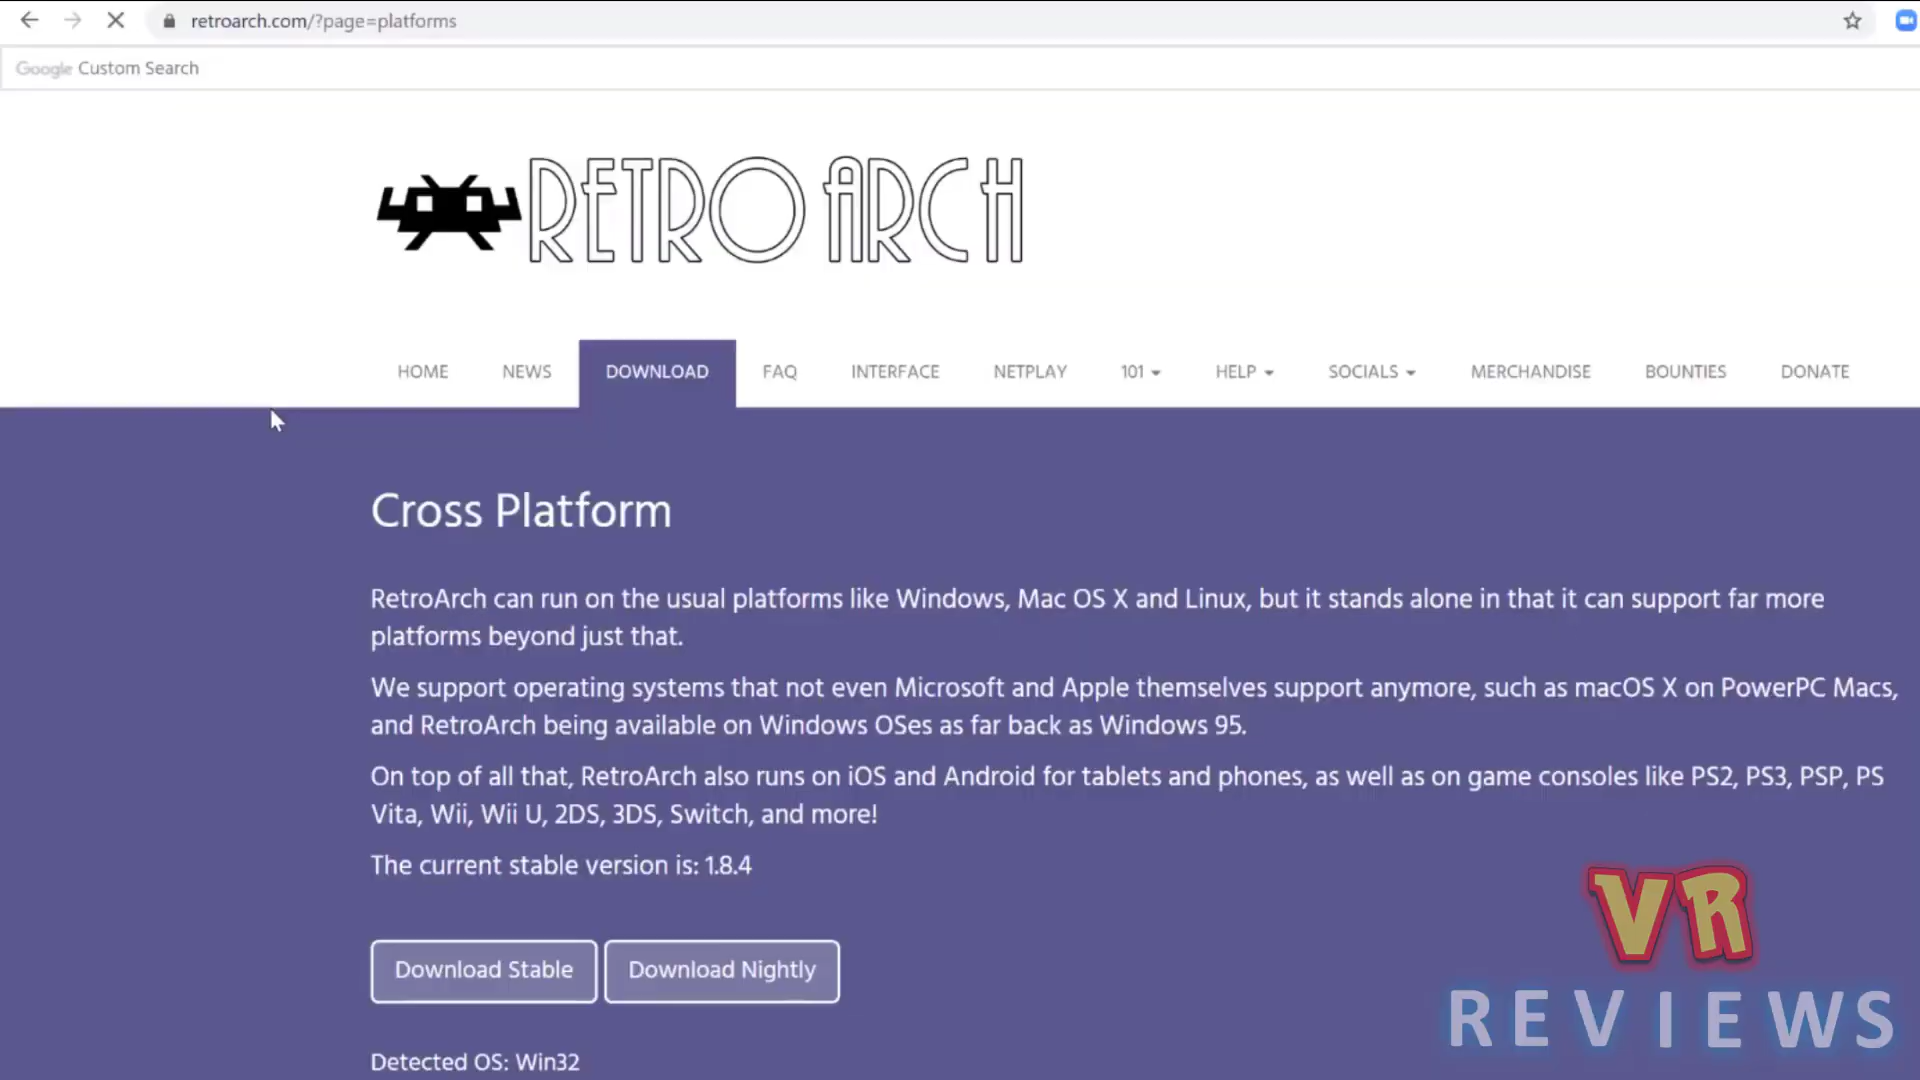 retroarch.com/?page=platforms
Google Custom Search
RETROARCH
HOME NEWS DOWNLOAD FAQ INTERFACE NETPLAY 101 HELP SOCIALS MERCHANDISE BOUNTIES DONATE
Cross Platform
RetroArch can run on the usual platforms like Windows, Mac OS X and Linux, but it stands alone in that it can support far more
platforms beyond just that.
We support operating systems that not even Microsoft and Apple themselves support anymore, such as macOS X on PowerPC Macs,
and RetroArch being available on Windows OSes as far back as Windows 95.
On top of all that, RetroArch also runs on iOS and Android for tablets and phones, as well as on game consoles like PS2, PS3, PSP, PS
Vita, Wii, Wii U, 2DS, 3DS, Switch, and more!
The current stable version is: 1.8.4
Download Stable Download Nightly
Detected OS: Win32
VR
REVIEWS